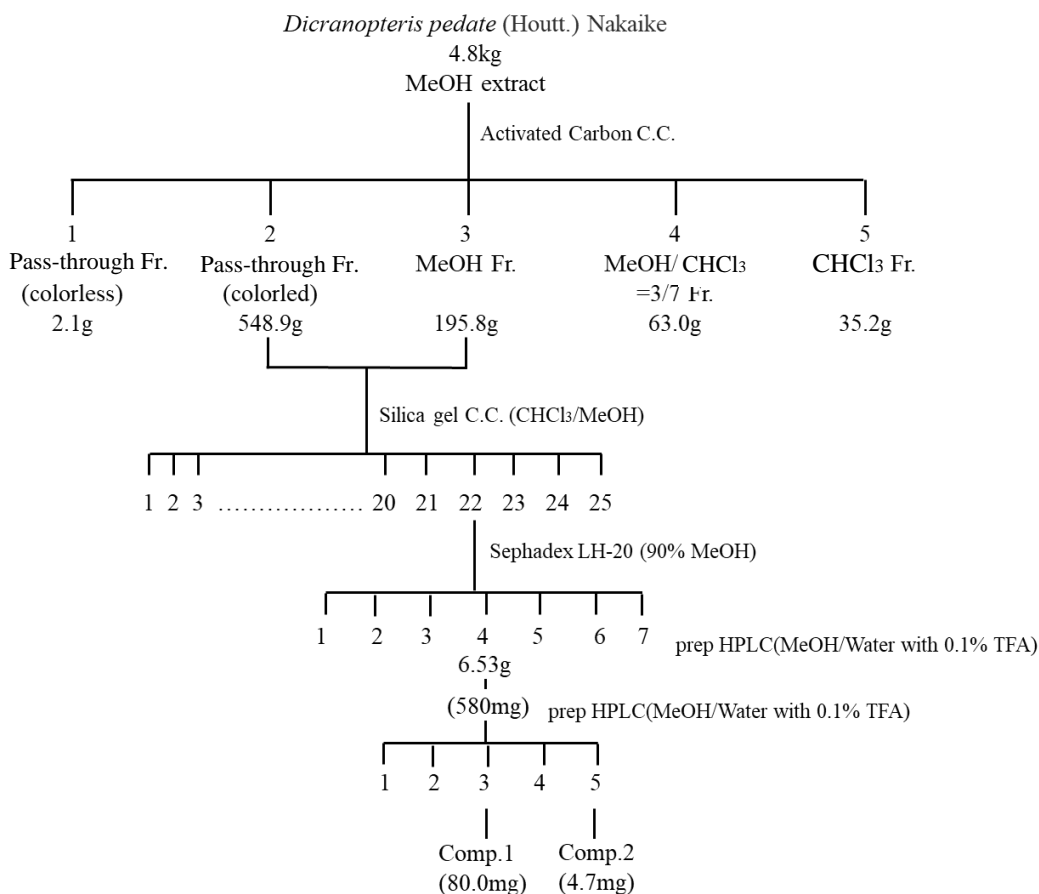 Dicranopteris pedate (Houtt.) Nakaike
4.8kg
MeOH extract
Activated Carbon C.C.
1 2 3 4 5
Pass-through Fr. Pass-through Fr. MeOH Fr. MeOH/ CHCl₃ CHCl₃ Fr.
(colorless) (colorled) =3/7 Fr.
2.1g 548.9g 195.8g 63.0g 35.2g
Silica gel C.C. (CHCl₃/MeOH)
1 2 3 .................. 20 21 22 23 24 25
Sephadex LH-20 (90% MeOH)
1 2 3 4 5 6 7 prep HPLC(MeOH/Water with 0.1% TFA)
6.53g
(580mg) prep HPLC(MeOH/Water with 0.1% TFA)
1 2 3 4 5
Comp.1 Comp.2
(80.0mg) (4.7mg)